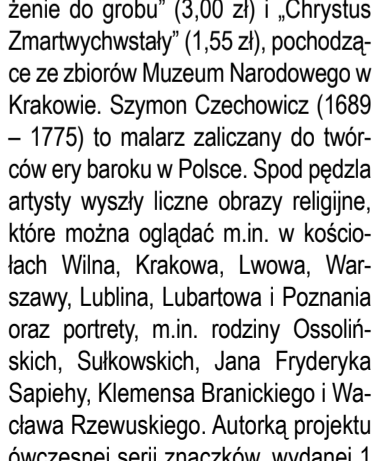 żenie do grobu” (3,00 zł) i „Chrystus
Zmartwychwstały” (1,55 zł), pochodzą-
ce ze zbiorów Muzeum Narodowego w
Krakowie. Szymon Czechowicz (1689
– 1775) to malarz zaliczany do twór-
ców ery baroku w Polsce. Spod pędzla
artysty wyszły liczne obrazy religijne,
które można oglądać m.in. w kościo-
łach Wilna, Krakowa, Lwowa, War-
szawy, Lublina, Lubartowa i Poznania
oraz portrety, m.in. rodziny Ossoliń-
skich, Sułkowskich, Jana Fryderyka
Sapiehy, Klemensa Branickiego i Wa-
cława Rzewuskiego. Autorką projektu
ówczesnej serii znaczków, wydanej 1